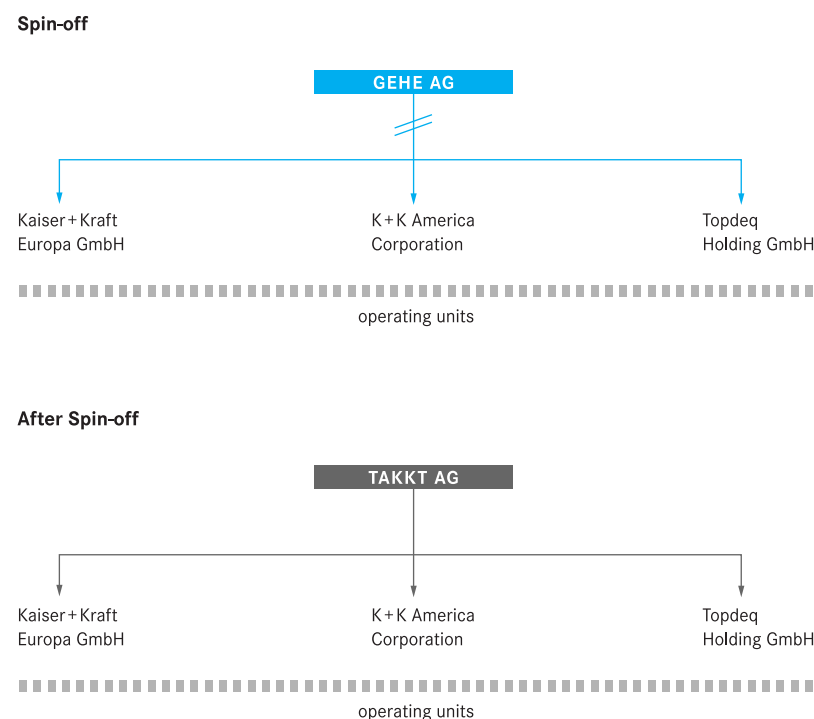 Spin-off
GEHE AG
Kaiser+Kraft
Europa GmbH
K+K America
Corporation
Topdeq
Holding GmbH
operating units
After Spin-off
TAKKT AG
Kaiser+Kraft
Europa GmbH
K+K America
Corporation
Topdeq
Holding GmbH
operating units